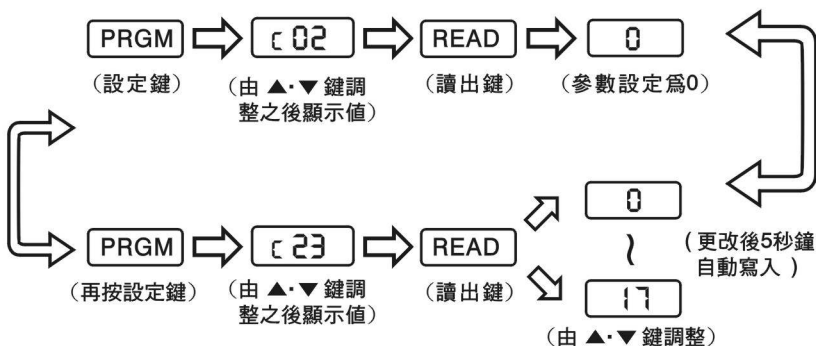 PRGM
c 02
READ
0
(設定鍵)
(由 ▲·▼ 鍵調
整之後顯示值)
(讀出鍵)
(參數設定爲0)
PRGM
c 23
READ
0
~
17
(再按設定鍵)
(由 ▲·▼ 鍵調
整之後顯示值)
(讀出鍵)
(更改後5秒鐘
自動寫入)
(由 ▲·▼ 鍵調整)